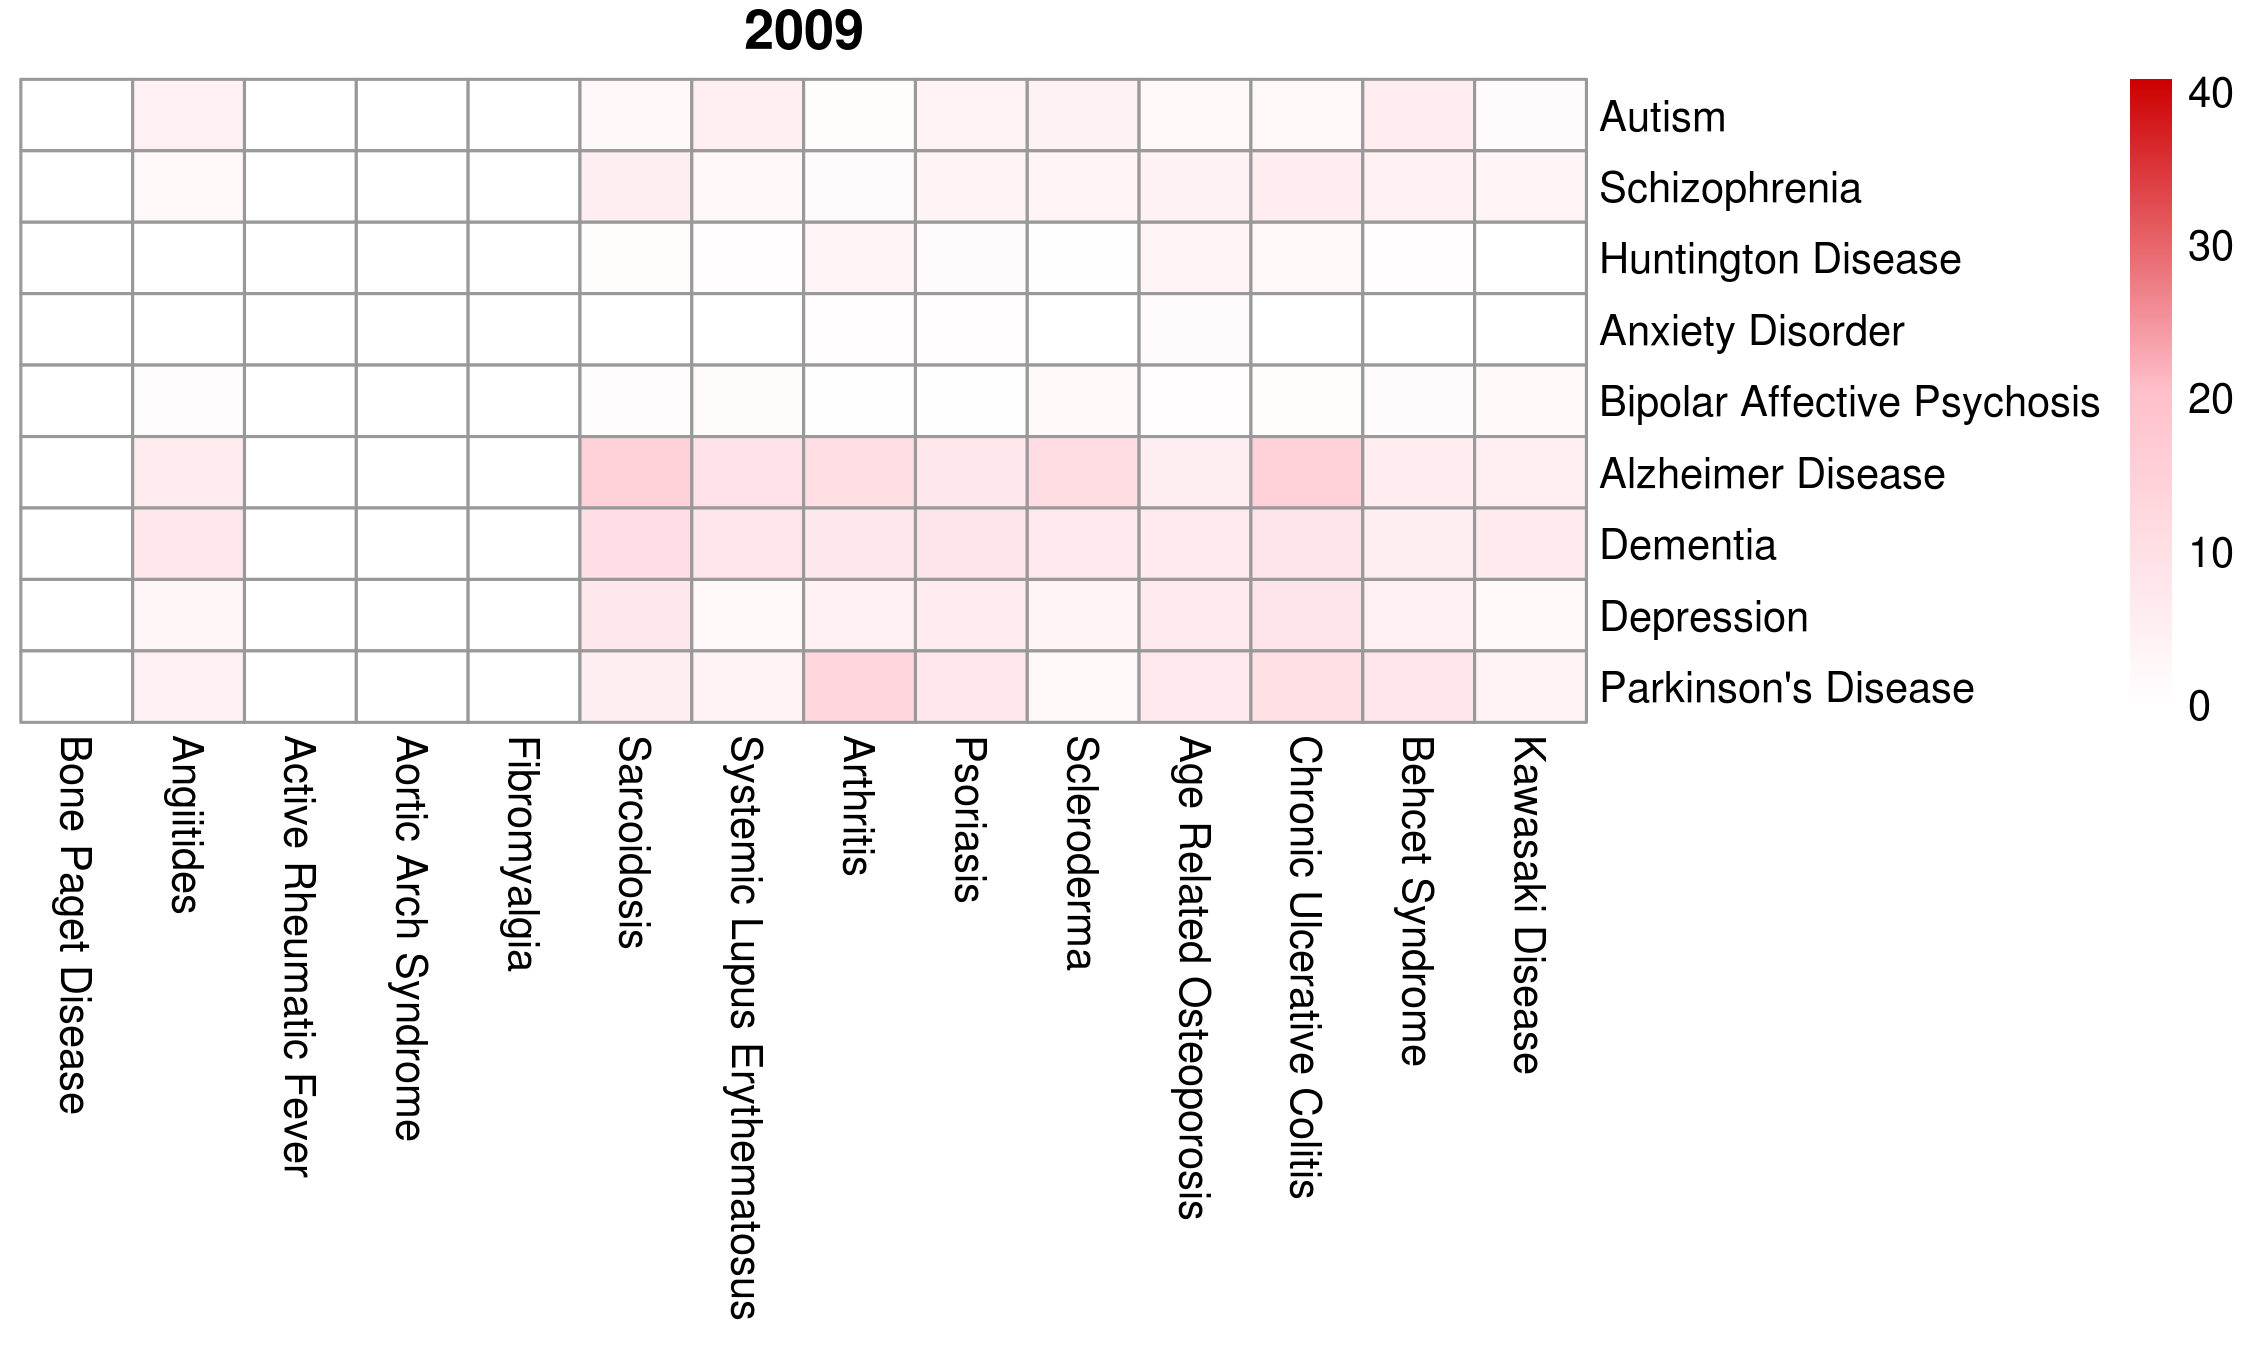 2009
Autism
Schizophrenia
Huntington Disease
Anxiety Disorder
Bipolar Affective Psychosis
Alzheimer Disease
Dementia
Depression
Parkinson's Disease
40
30
20
10
0
Bone Paget Disease
Angiitides
Active Rheumatic Fever
Aortic Arch Syndrome
Fibromyalgia
Sarcoidosis
Systemic Lupus Erythematosus
Arthritis
Psoriasis
Scleroderma
Age Related Osteoporosis
Chronic Ulcerative Colitis
Behcet Syndrome
Kawasaki Disease